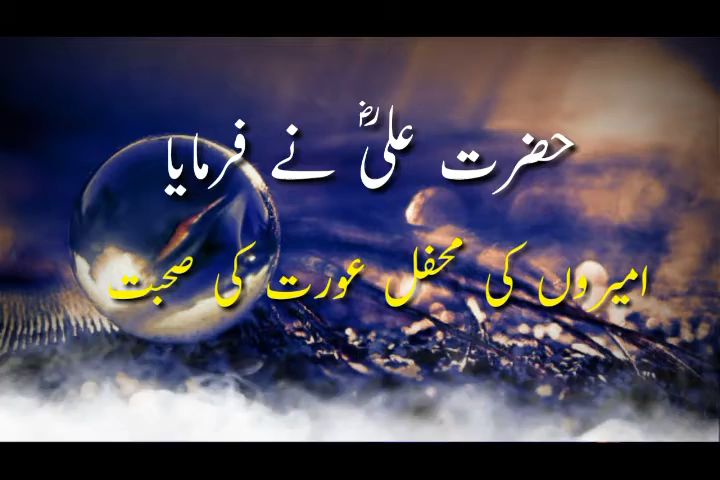 حضرت علیؓ نے فرمایا
امیروں کی محفل عورت کی صحبت